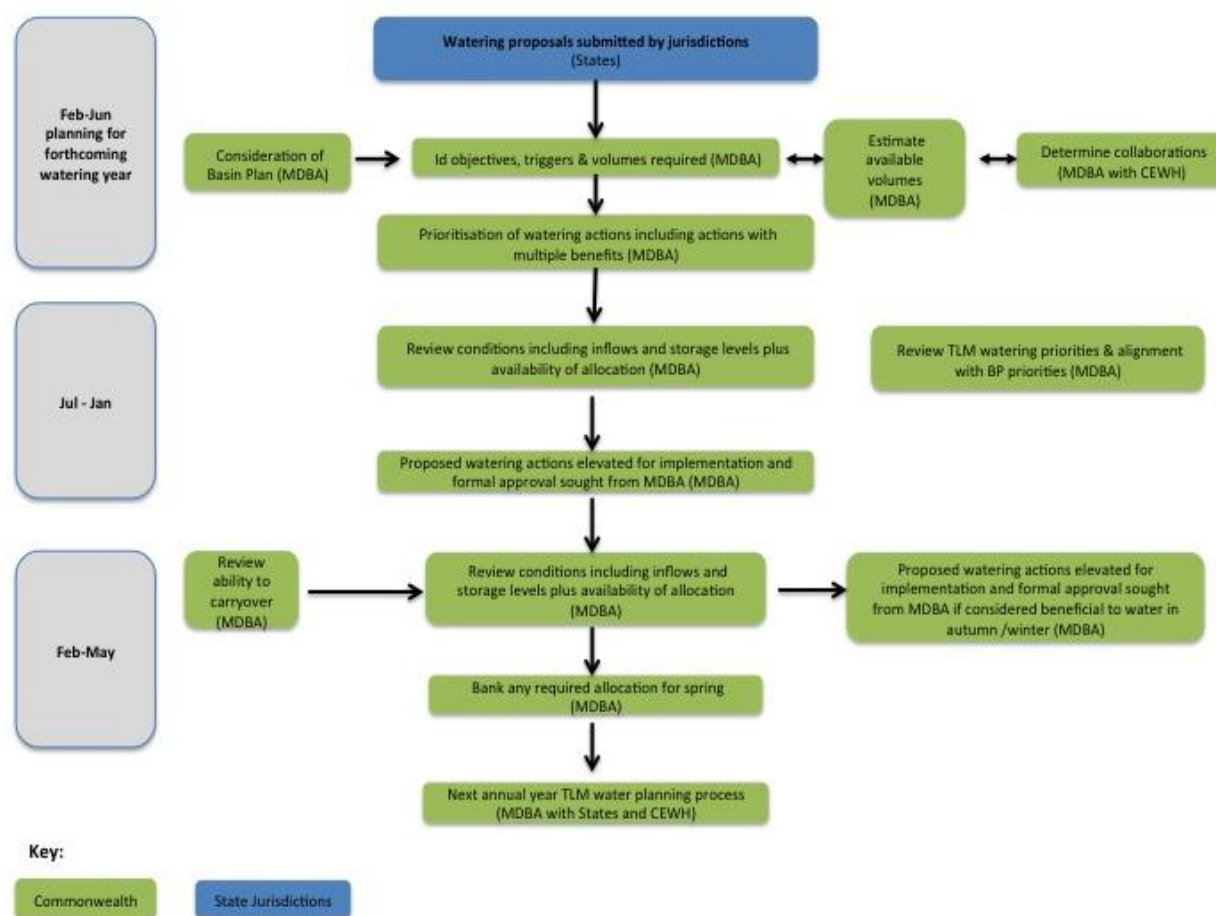 Watering proposals submitted by jurisdictions
(States)
Feb-Jun
planning for
forthcoming
watering year
Consideration of
Basin Plan (MDBA)
Id objectives, triggers & volumes required (MDBA)
Estimate
available
volumes
(MDBA)
Determine collaborations
(MDBA with CEWH)
Prioritisation of watering actions including actions with
multiple benefits (MDBA)
Jul - Jan
Review conditions including inflows and storage levels plus
availability of allocation (MDBA)
Review TLM watering priorities & alignment
with BP priorities (MDBA)
Proposed watering actions elevated for implementation and
formal approval sought from MDBA (MDBA)
Feb-May
Review
ability to
carryover
(MDBA)
Review conditions including inflows and
storage levels plus availability of allocation
(MDBA)
Proposed watering actions elevated for
implementation and formal approval sought
from MDBA if considered beneficial to water in
autumn /winter (MDBA)
Bank any required allocation for spring
(MDBA)
Next annual year TLM water planning process
(MDBA with States and CEWH)
Key:
Commonwealth
State Jurisdictions